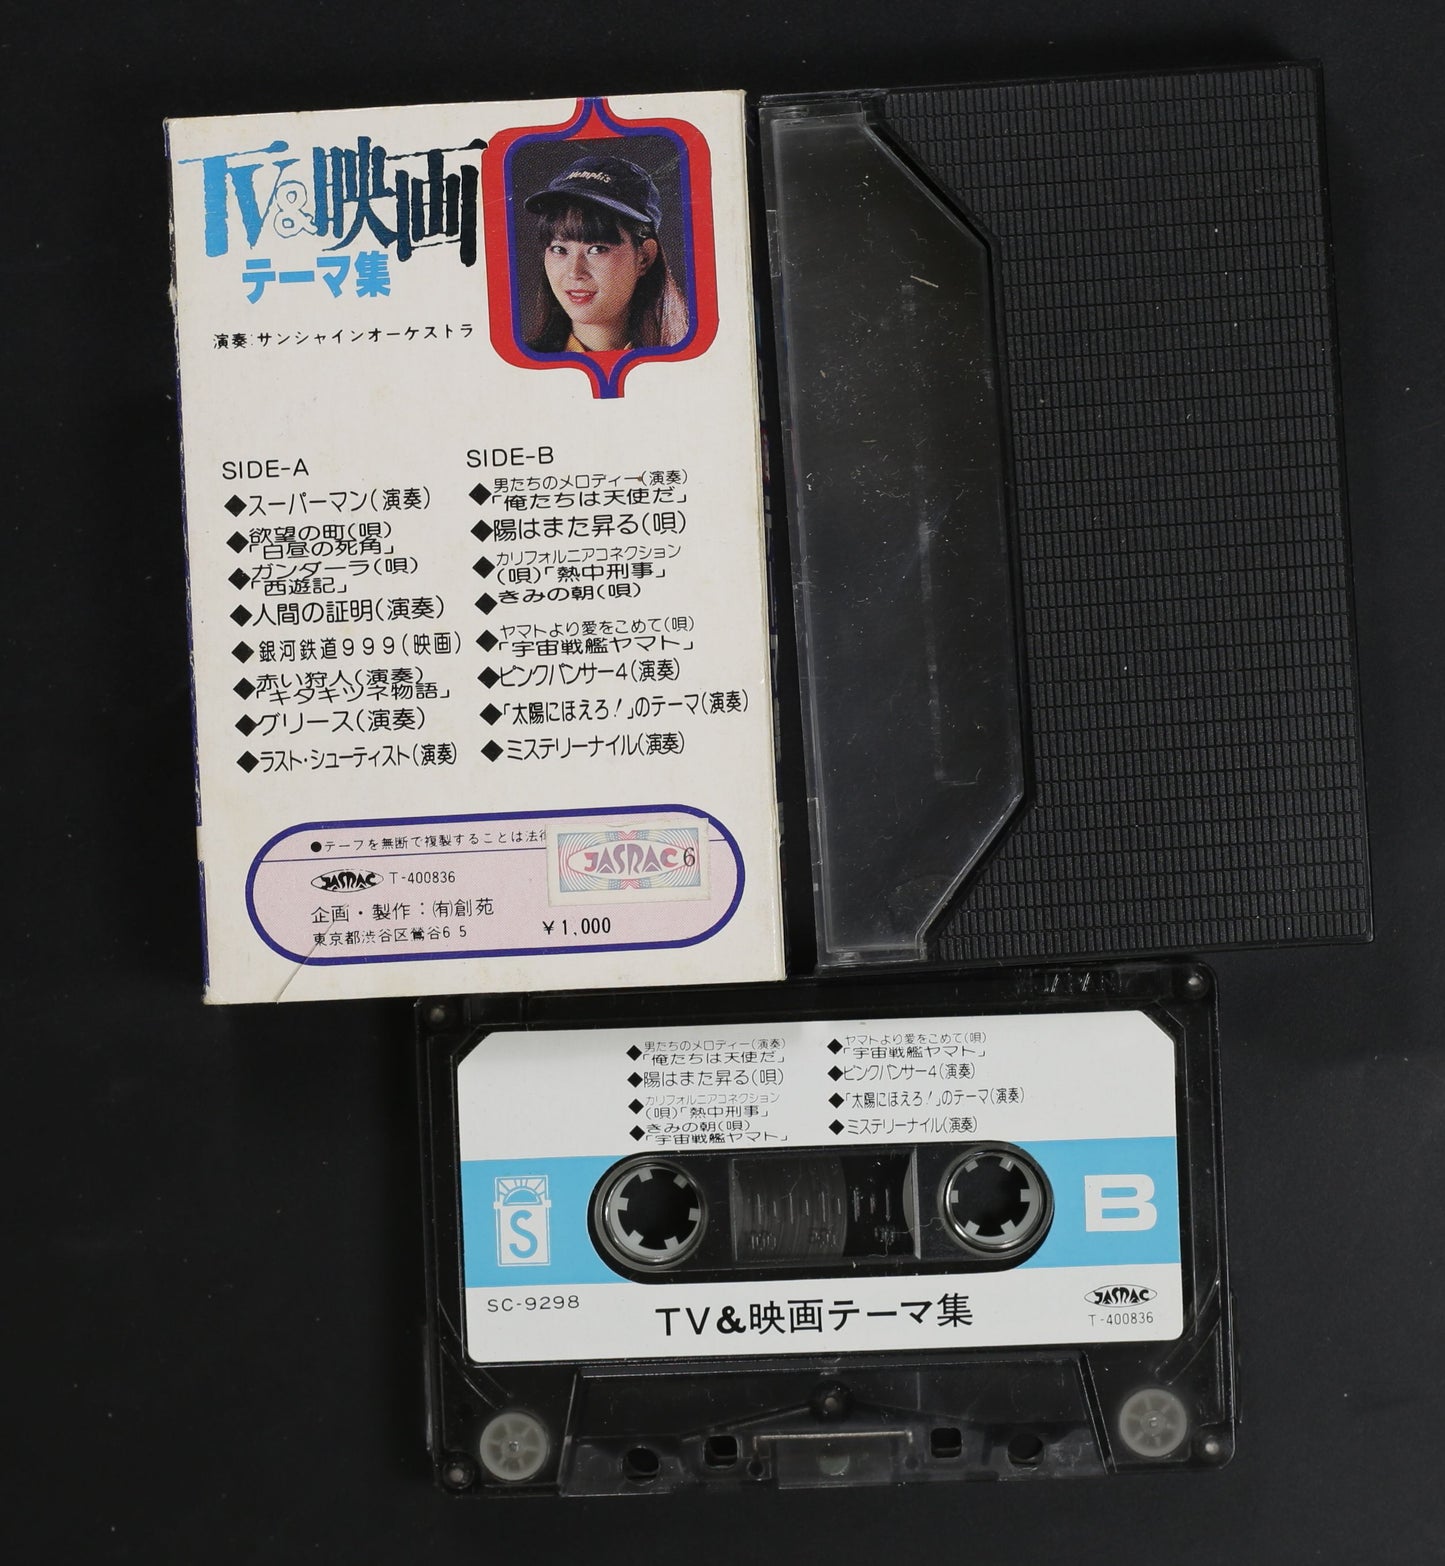 TV&映画
テーマ集
Memphis
演奏:サンシャインオーケストラ
SIDE-A
◆スーパーマン(演奏)
◆欲望の町(唄)
「白昼の死角」
◆ガンダーラ(唄)
「西遊記」
◆人間の証明(演奏)
◆銀河鉄道999(映画)
◆赤い狩人(演奏)
「キタキツネ物語」
◆グリース(演奏)
◆ラスト・シューティスト(演奏)
SIDE-B
◆男たちのメロディー(演奏)
「俺たちは天使だ」
◆陽はまた昇る(唄)
◆カリフォルニアコネクション
(唄)「熱中刑事」
◆きみの朝(唄)
◆ヤマトより愛をこめて(唄)
「宇宙戦艦ヤマト」
◆ピンクパンサー4(演奏)
◆「太陽にほえろ!」のテーマ(演奏)
◆ミステリーナイル(演奏)
●テープを無断で複製することは法律
JASRAC 6
JASRAC T-400836
企画・製作:(有)創苑
東京都渋谷区鶯谷65
¥1,000
◆男たちのメロディー(演奏)
「俺たちは天使だ」
◆陽はまた昇る(唄)
◆カリフォルニアコネクション
(唄)「熱中刑事」
◆きみの朝(唄)
「宇宙戦艦ヤマト」
◆ヤマトより愛をこめて(唄)
「宇宙戦艦ヤマト」
◆ピンクパンサー4(演奏)
◆「太陽にほえろ!」のテーマ(演奏)
◆ミステリーナイル(演奏)
S
B
SC-9298
TV&映画テーマ集
JASRAC
T-400836